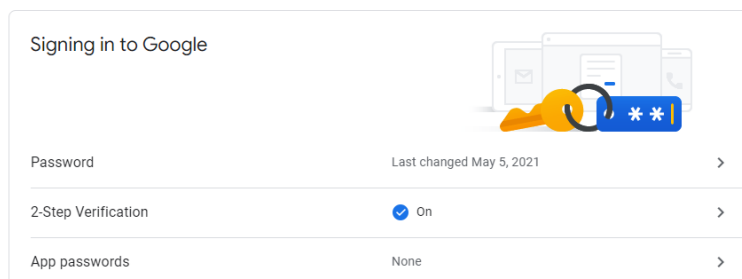 Signing in to Google
* *
Password Last changed May 5, 2021
2-Step Verification On
App passwords None